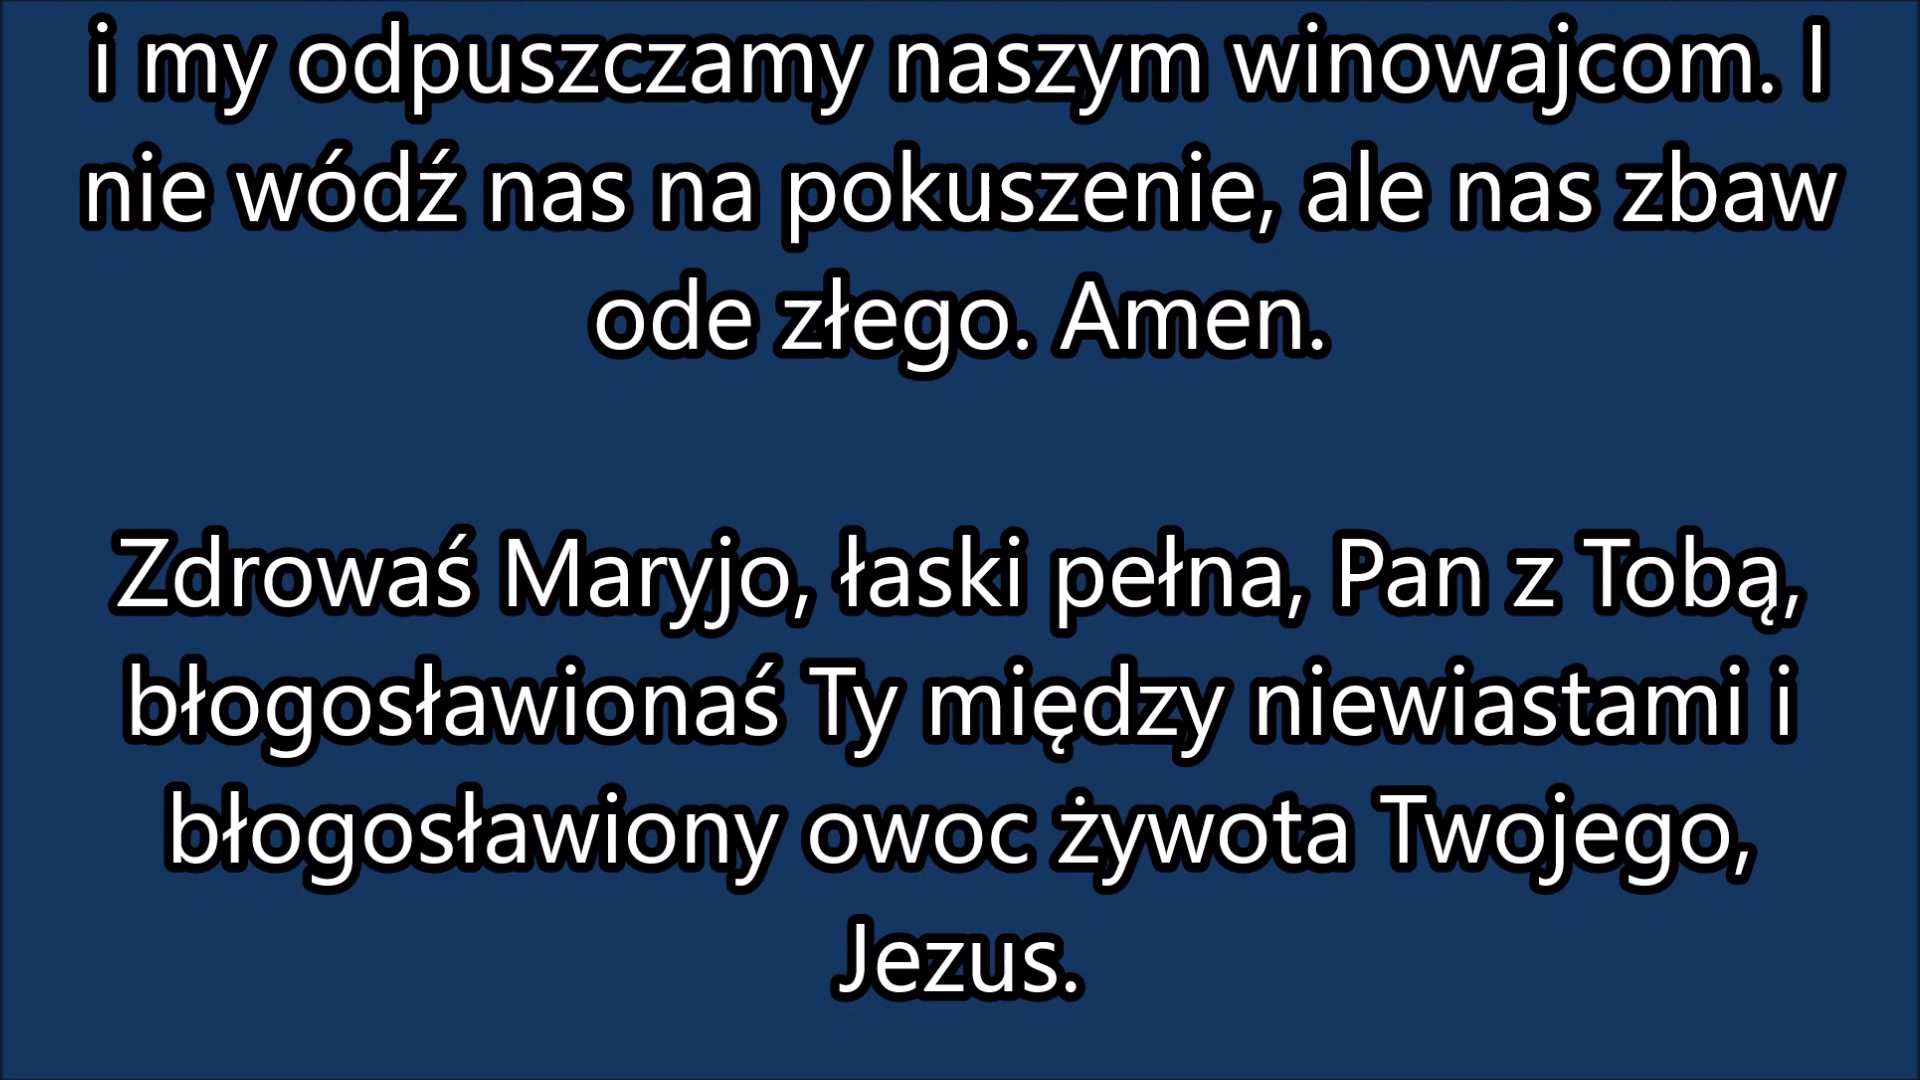 i my odpuszczamy naszym winowajcom. I
nie wódź nas na pokuszenie, ale nas zbaw
ode złego. Amen.
Zdrowaś Maryjo, łaski pełna, Pan z Tobą,
błogosławionaś Ty między niewiastami i
błogosławiony owoc żywota Twojego,
Jezus.